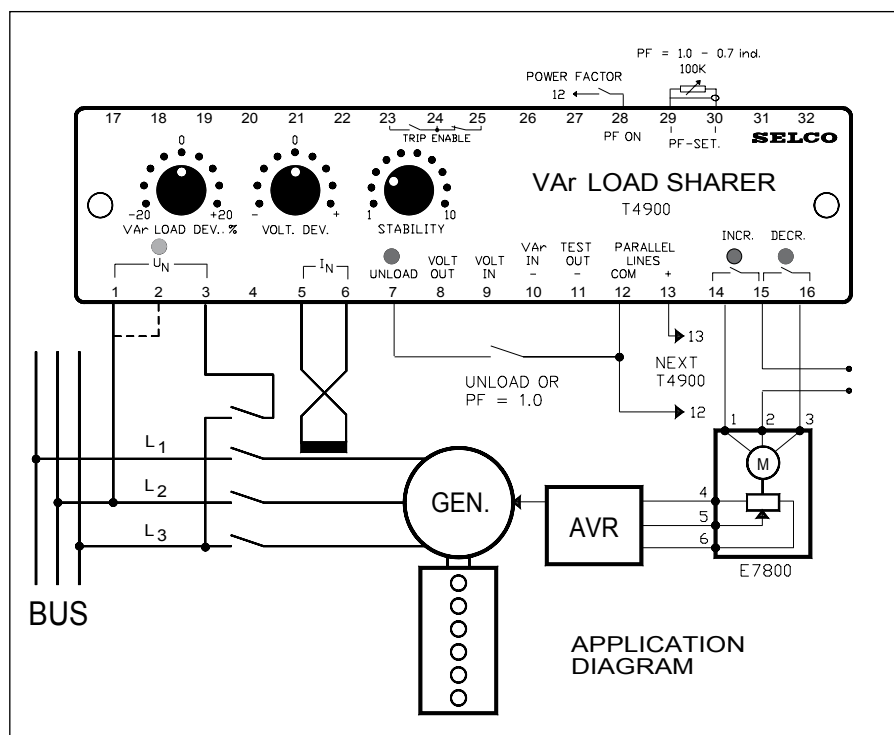 PF = 1.0 - 0.7 ind.
100K
POWER FACTOR
12
17 18 19 20 21 22 23 24 25 26 27 28 29 30 31 32
TRIP ENABLE
PF ON
PF-SET.
SELCO
0
0
VAr LOAD SHARER
T4900
-20 +20
- +
1 10
VAr LOAD DEV. %
VOLT. DEV.
STABILITY
INCR. DECR.
UN
IN
UNLOAD
VOLT OUT
VOLT IN
VAr IN -
TEST OUT -
PARALLEL LINES
COM +
1 2 3 4 5 6 7 8 9 10 11 12 13 14 15 16
13
NEXT
T4900
12
UNLOAD OR
PF = 1.0
1 2 3
M
L1
L2
L3
GEN.
AVR
4
5
6
E7800
BUS
APPLICATION
DIAGRAM